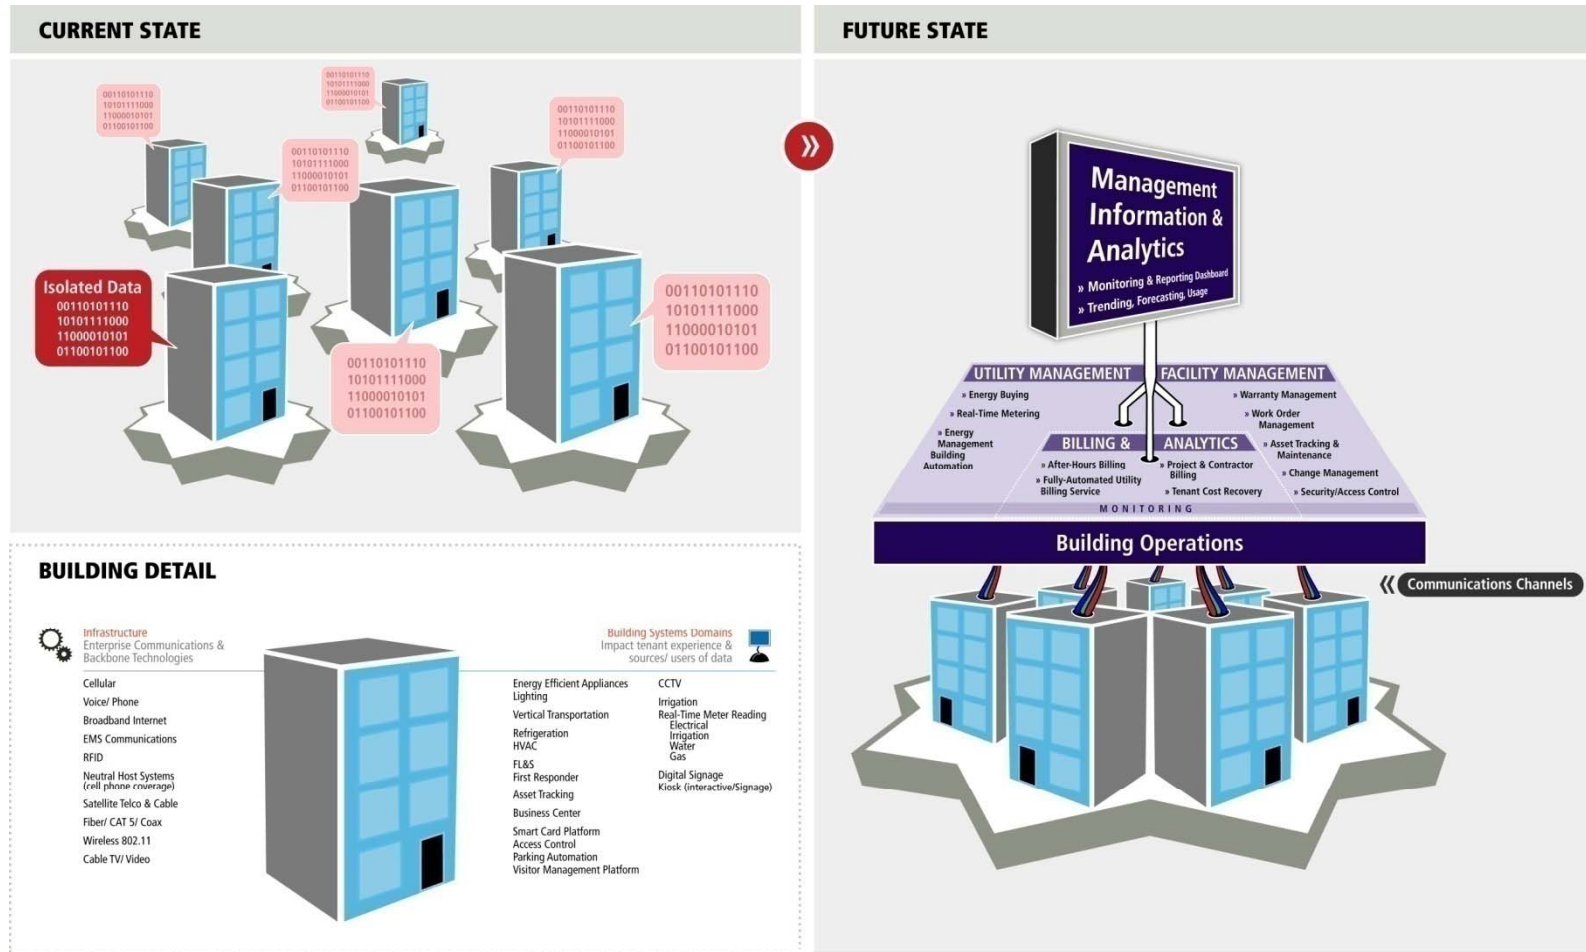 CURRENT STATE
00110101110
10101111000
11000010101
01100101100
00110101110
10101111000
11000010101
01100101100
00110101110
10101111000
11000010101
01100101100
00110101110
10101111000
11000010101
01100101100
Isolated Data
00110101110
10101111000
11000010101
01100101100
00110101110
10101111000
11000010101
01100101100
00110101110
10101111000
11000010101
01100101100
BUILDING DETAIL
Infrastructure
Enterprise Communications &
Backbone Technologies
Cellular
Voice/ Phone
Broadband Internet
EMS Communications
RFID
Neutral Host Systems
(cell phone coverage)
Satellite Telco & Cable
Fiber/ CAT 5/ Coax
Wireless 802.11
Cable TV/ Video
Building Systems Domains
Impact tenant experience &
sources/ users of data
Energy Efficient Appliances
Lighting
Vertical Transportation
Refrigeration
HVAC
FL&S
First Responder
Asset Tracking
Business Center
Smart Card Platform
Access Control
Parking Automation
Visitor Management Platform
CCTV
Irrigation
Real-Time Meter Reading
Electrical
Irrigation
Water
Gas
Digital Signage
Kiosk (interactive/Signage)
FUTURE STATE
Management
Information &
Analytics
» Monitoring & Reporting Dashboard
» Trending, Forecasting, Usage
UTILITY MANAGEMENT
» Energy Buying
» Real-Time Metering
» Energy
Management
Building
Automation
FACILITY MANAGEMENT
» Warranty Management
» Work Order
Management
» Asset Tracking &
Maintenance
» Change Management
» Security/Access Control
BILLING & ANALYTICS
» After-Hours Billing
» Fully-Automated Utility
Billing Service
» Project & Contractor
Billing
» Tenant Cost Recovery
MONITORING
Building Operations
Communications Channels